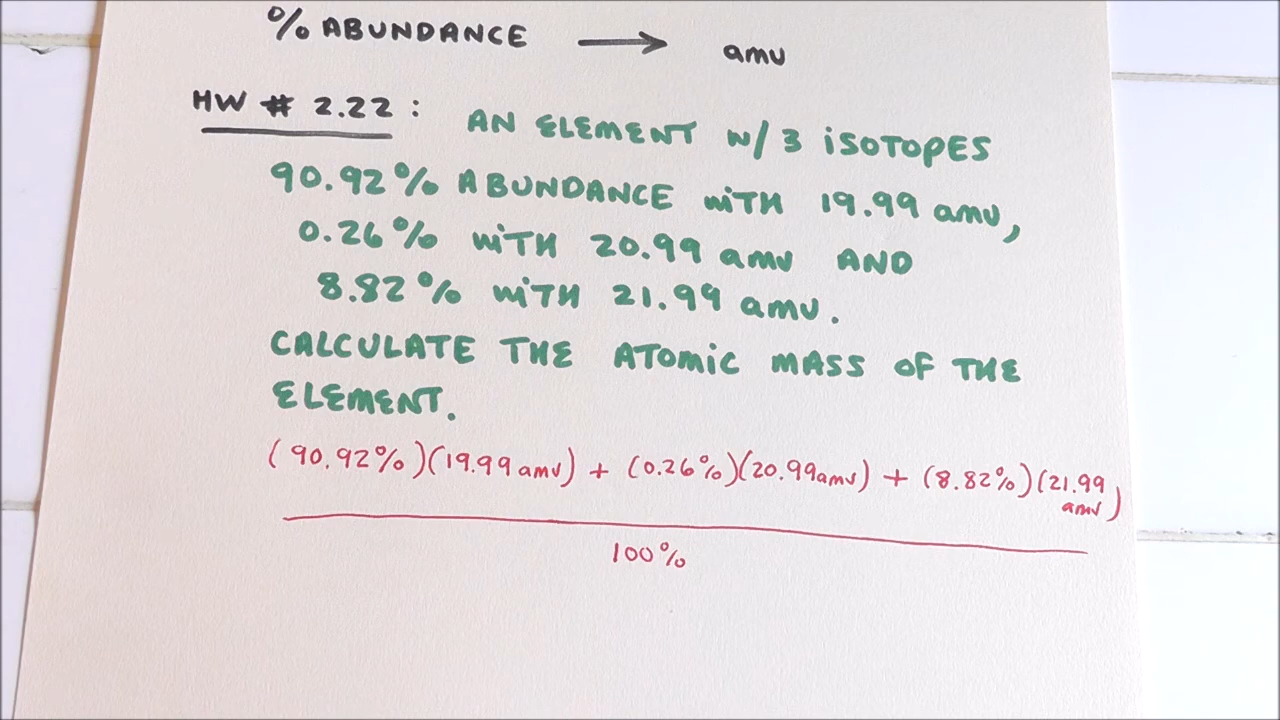 % ABUNDANCE → amu
HW # 2.22 : AN ELEMENT W/ 3 ISOTOPES
90.92% ABUNDANCE WITH 19.99 amu,
0.26% WITH 20.99 amu AND
8.82% WITH 21.99 amu.
CALCULATE THE ATOMIC MASS OF THE
ELEMENT.
(90.92%)(19.99 amu) + (0.26%)(20.99amu) + (8.82%)(21.99
amu)
100%